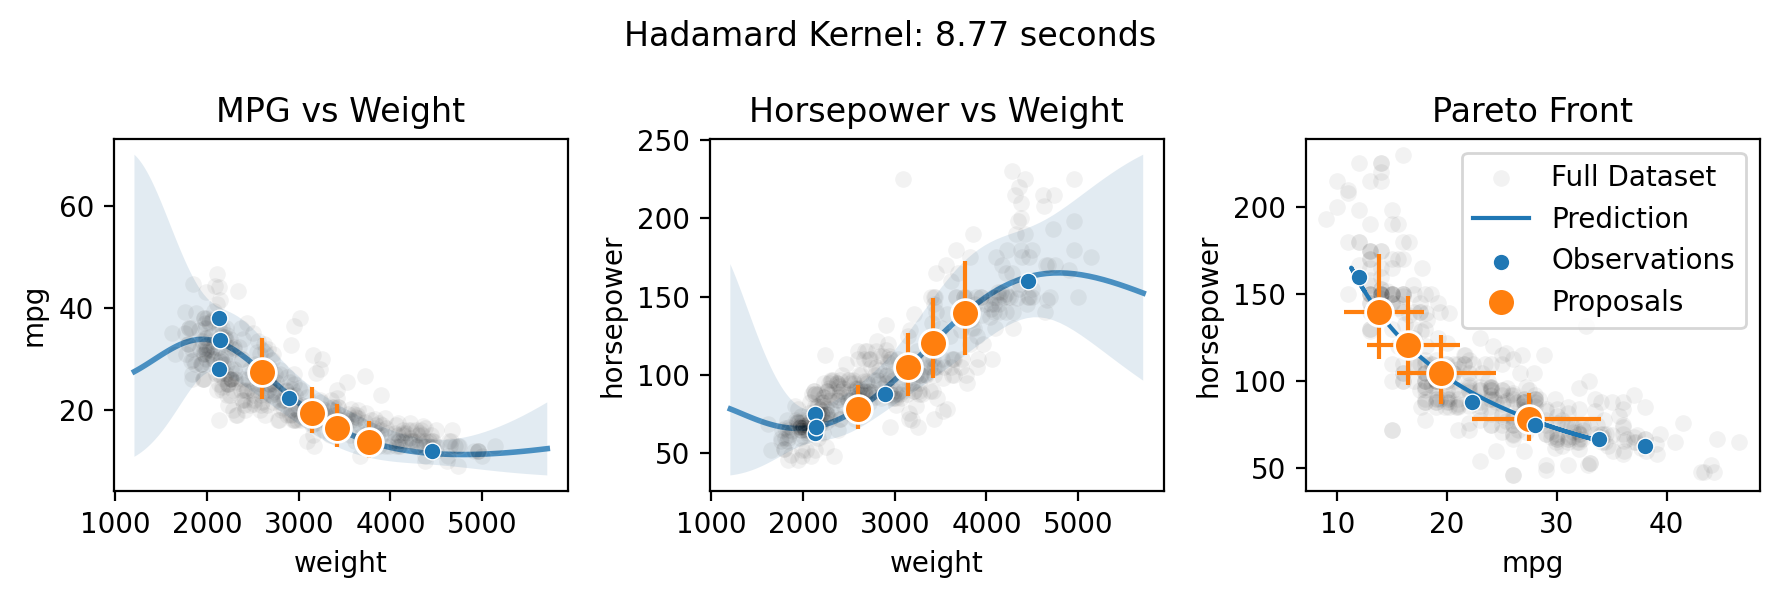 Hadamard Kernel: 8.77 seconds
MPG vs Weight
60
40
20
mpg
1000 2000 3000 4000 5000
weight
Horsepower vs Weight
250
200
150
100
50
horsepower
1000 2000 3000 4000 5000
weight
Pareto Front
200
150
100
50
horsepower
Full Dataset
Prediction
Observations
Proposals
10 20 30 40
mpg